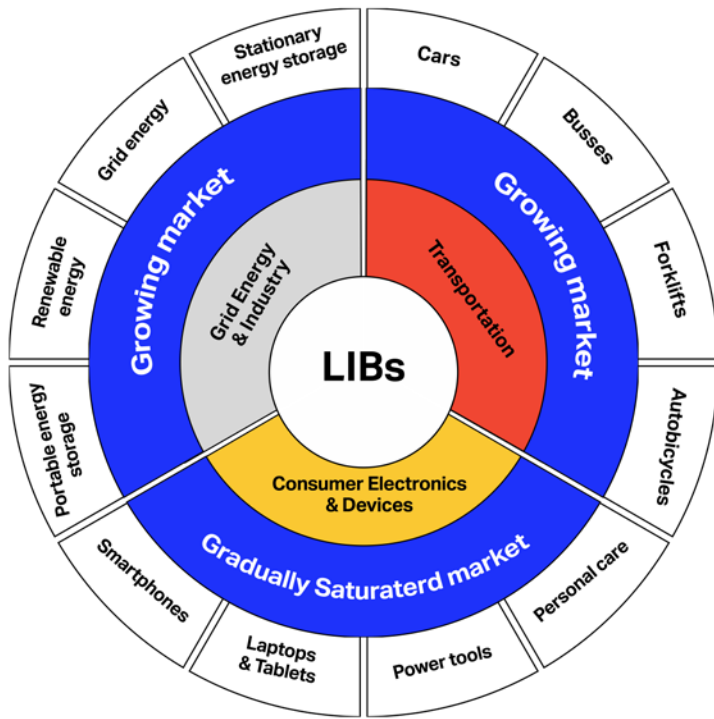 Stationary
energy storage
Cars
Busses
Forklifts
Autobicycles
Personal care
Power tools
Laptops
& Tablets
Smartphones
Portable energy
storage
Renewable
energy
Grid energy
Growing market
Growing market
Gradually Saturaterd market
Grid Energy
& Industry
Transportation
Consumer Electronics
& Devices
LIBs